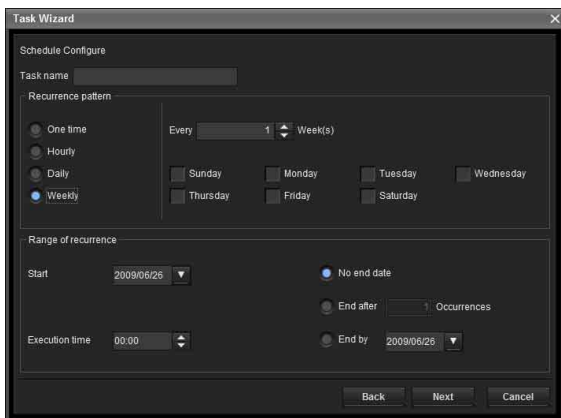 Task Wizard
Schedule Configure
Task name
Recurrence pattern
One time
Hourly
Daily
Weekly
Every 1 Week(s)
Sunday Monday Tuesday Wednesday
Thursday Friday Saturday
Range of recurrence
Start 2009/06/26
No end date
End after 1 Occurrences
Execution time 00:00
End by 2009/06/26
Back Next Cancel